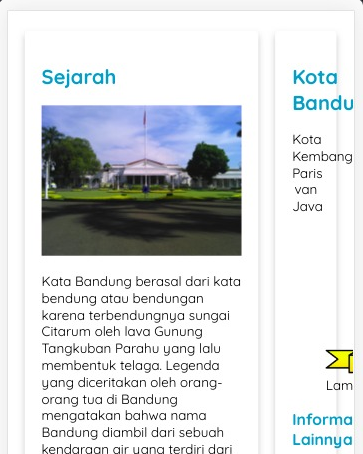 Sejarah
Kata Bandung berasal dari kata
bendung atau bendungan
karena terbendungnya sungai
Citarum oleh lava Gunung
Tangkuban Parahu yang lalu
membentuk telaga. Legenda
yang diceritakan oleh orang-
orang tua di Bandung
mengatakan bahwa nama
Bandung diambil dari sebuah
kendaraan air yang terdiri dari
Kota
Bandu
Kota
Kembang
Paris
van
Java
Lam
Informa
Lainnya